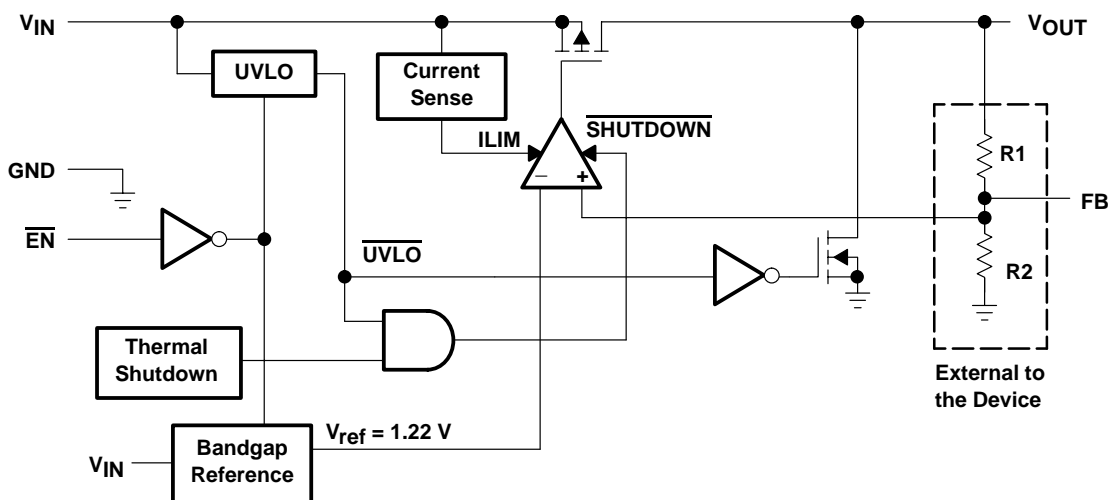 VIN
VOUT
UVLO
Current
Sense
SHUTDOWN
ILIM
R1
GND
− +
FB
EN
UVLO
R2
Thermal
Shutdown
External to
the Device
Vref = 1.22 V
Bandgap
Reference
VIN